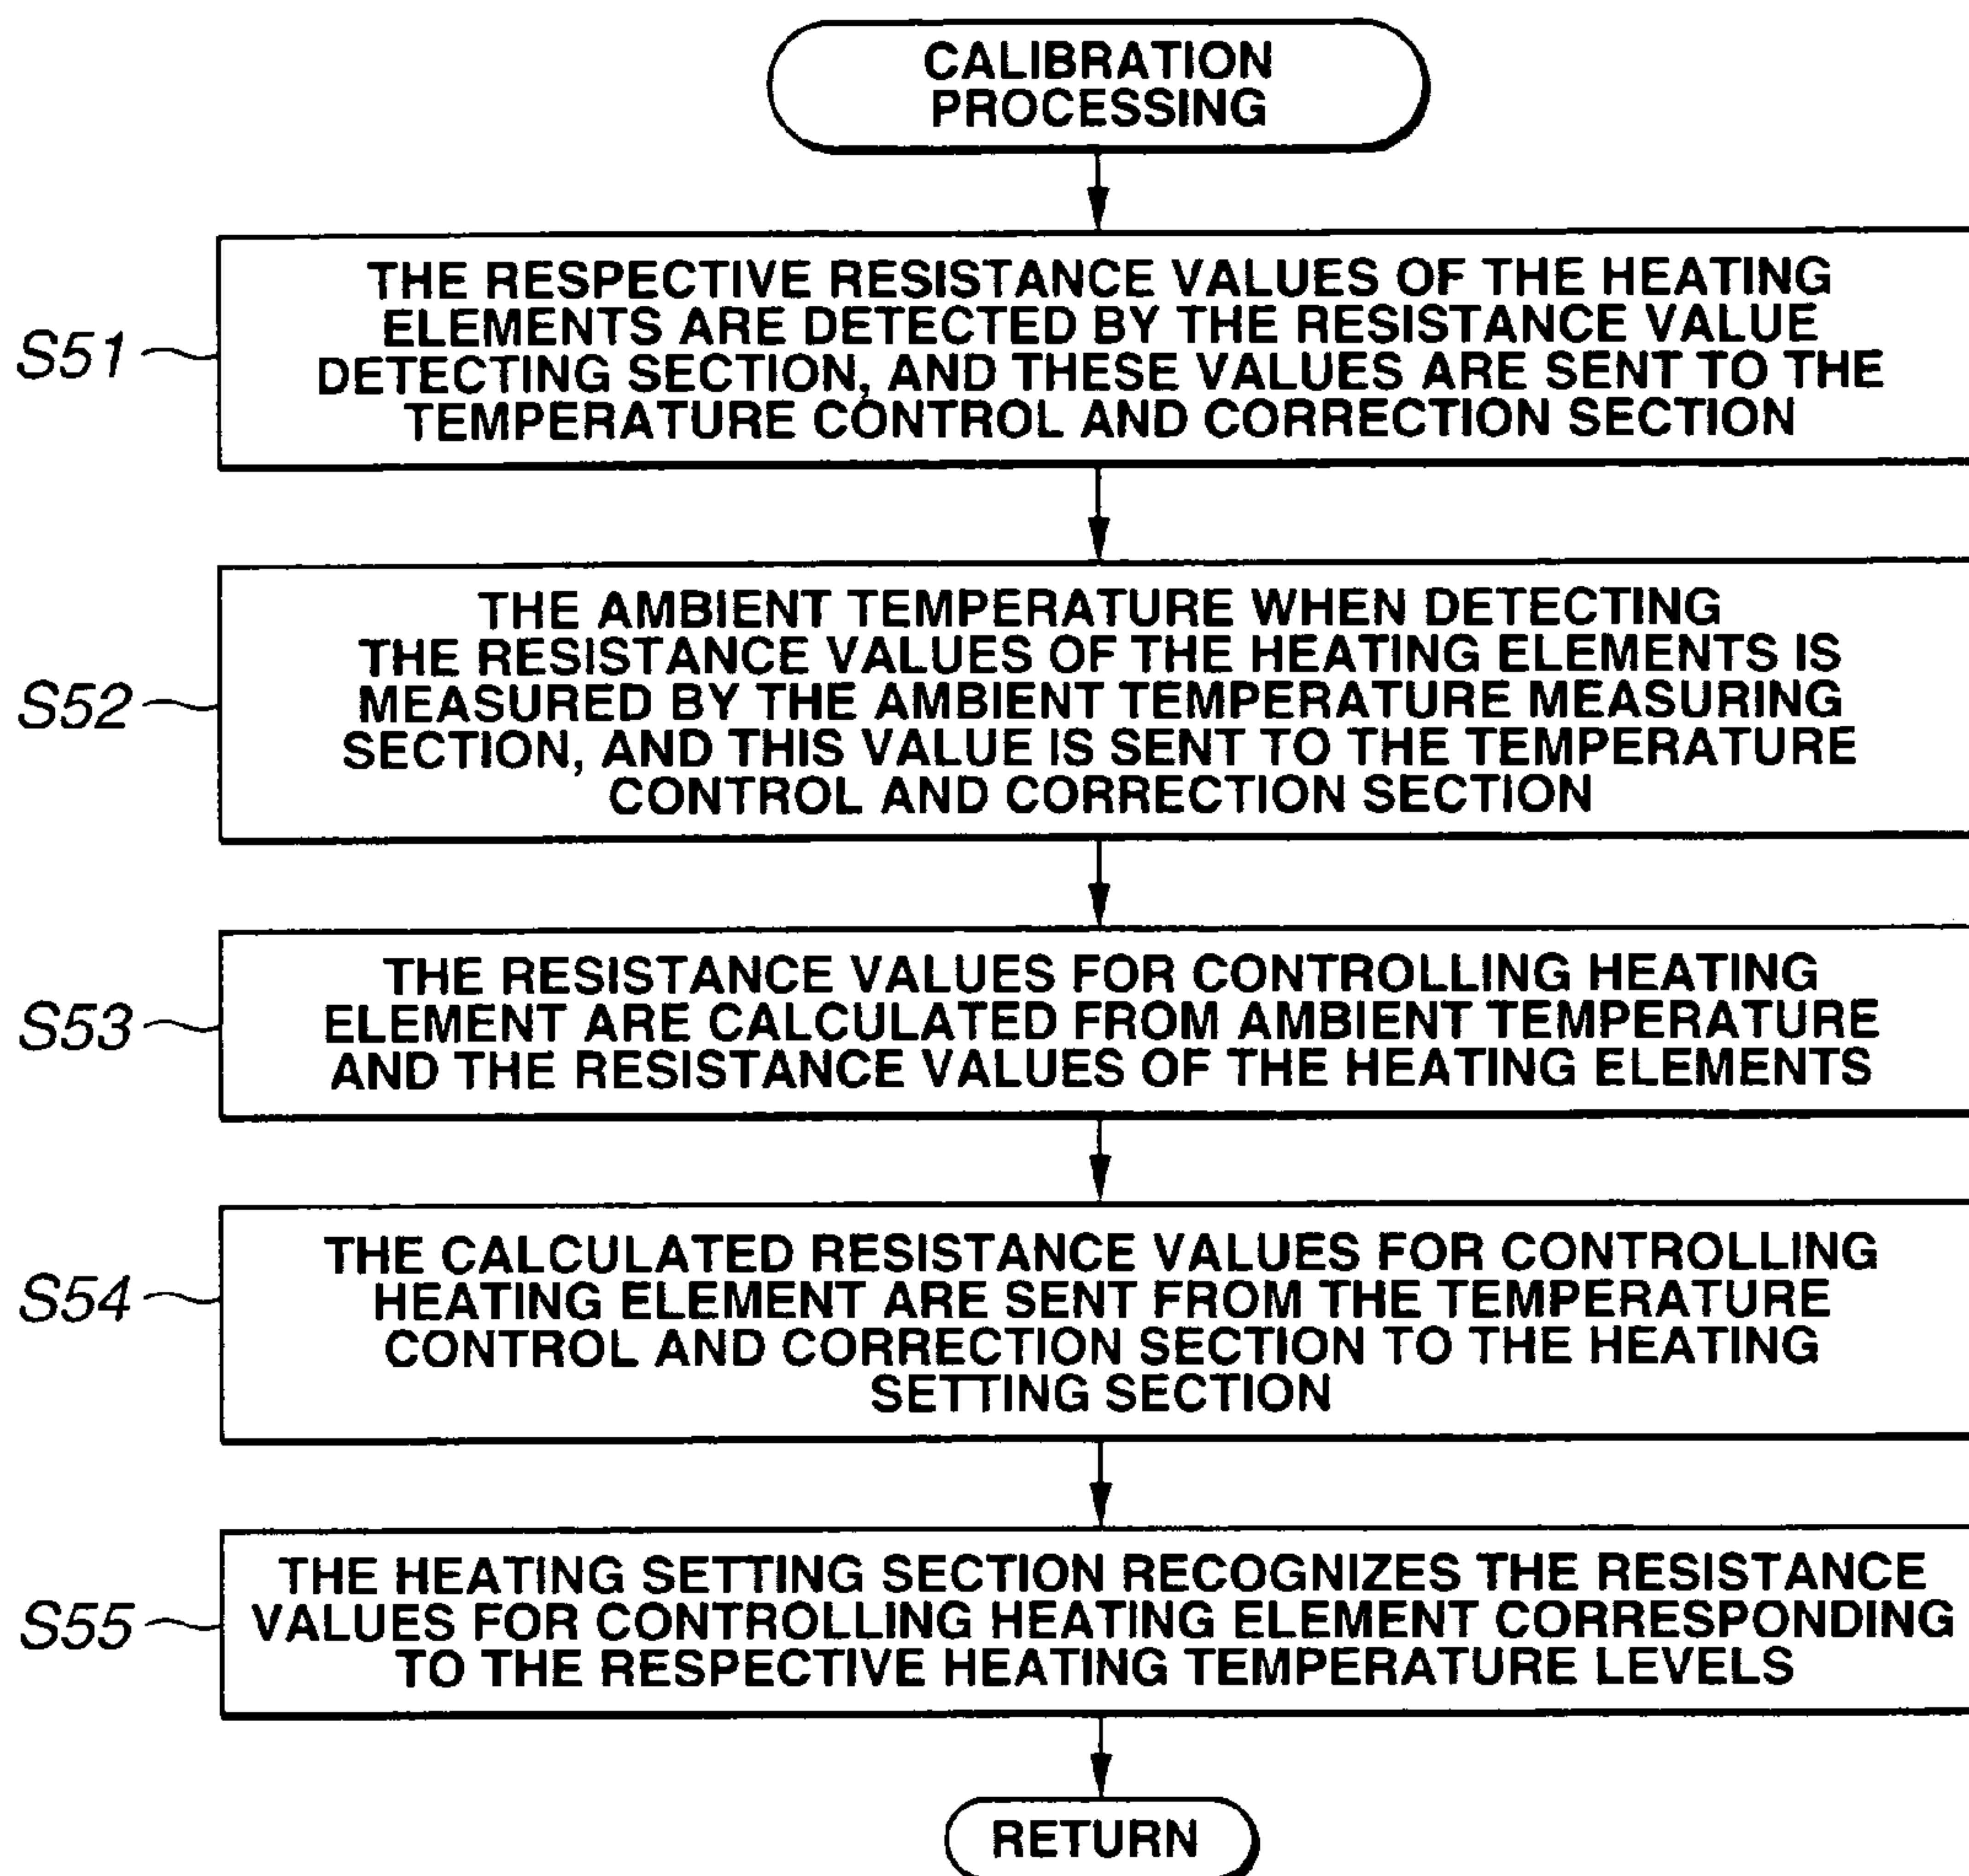 CALIBRATION
PROCESSING
S51
THE RESPECTIVE RESISTANCE VALUES OF THE HEATING
ELEMENTS ARE DETECTED BY THE RESISTANCE VALUE
DETECTING SECTION, AND THESE VALUES ARE SENT TO THE
TEMPERATURE CONTROL AND CORRECTION SECTION
S52
THE AMBIENT TEMPERATURE WHEN DETECTING
THE RESISTANCE VALUES OF THE HEATING ELEMENTS IS
MEASURED BY THE AMBIENT TEMPERATURE MEASURING
SECTION, AND THIS VALUE IS SENT TO THE TEMPERATURE
CONTROL AND CORRECTION SECTION
S53
THE RESISTANCE VALUES FOR CONTROLLING HEATING
ELEMENT ARE CALCULATED FROM AMBIENT TEMPERATURE
AND THE RESISTANCE VALUES OF THE HEATING ELEMENTS
S54
THE CALCULATED RESISTANCE VALUES FOR CONTROLLING
HEATING ELEMENT ARE SENT FROM THE TEMPERATURE
CONTROL AND CORRECTION SECTION TO THE HEATING
SETTING SECTION
S55
THE HEATING SETTING SECTION RECOGNIZES THE RESISTANCE
VALUES FOR CONTROLLING HEATING ELEMENT CORRESPONDING
TO THE RESPECTIVE HEATING TEMPERATURE LEVELS
RETURN